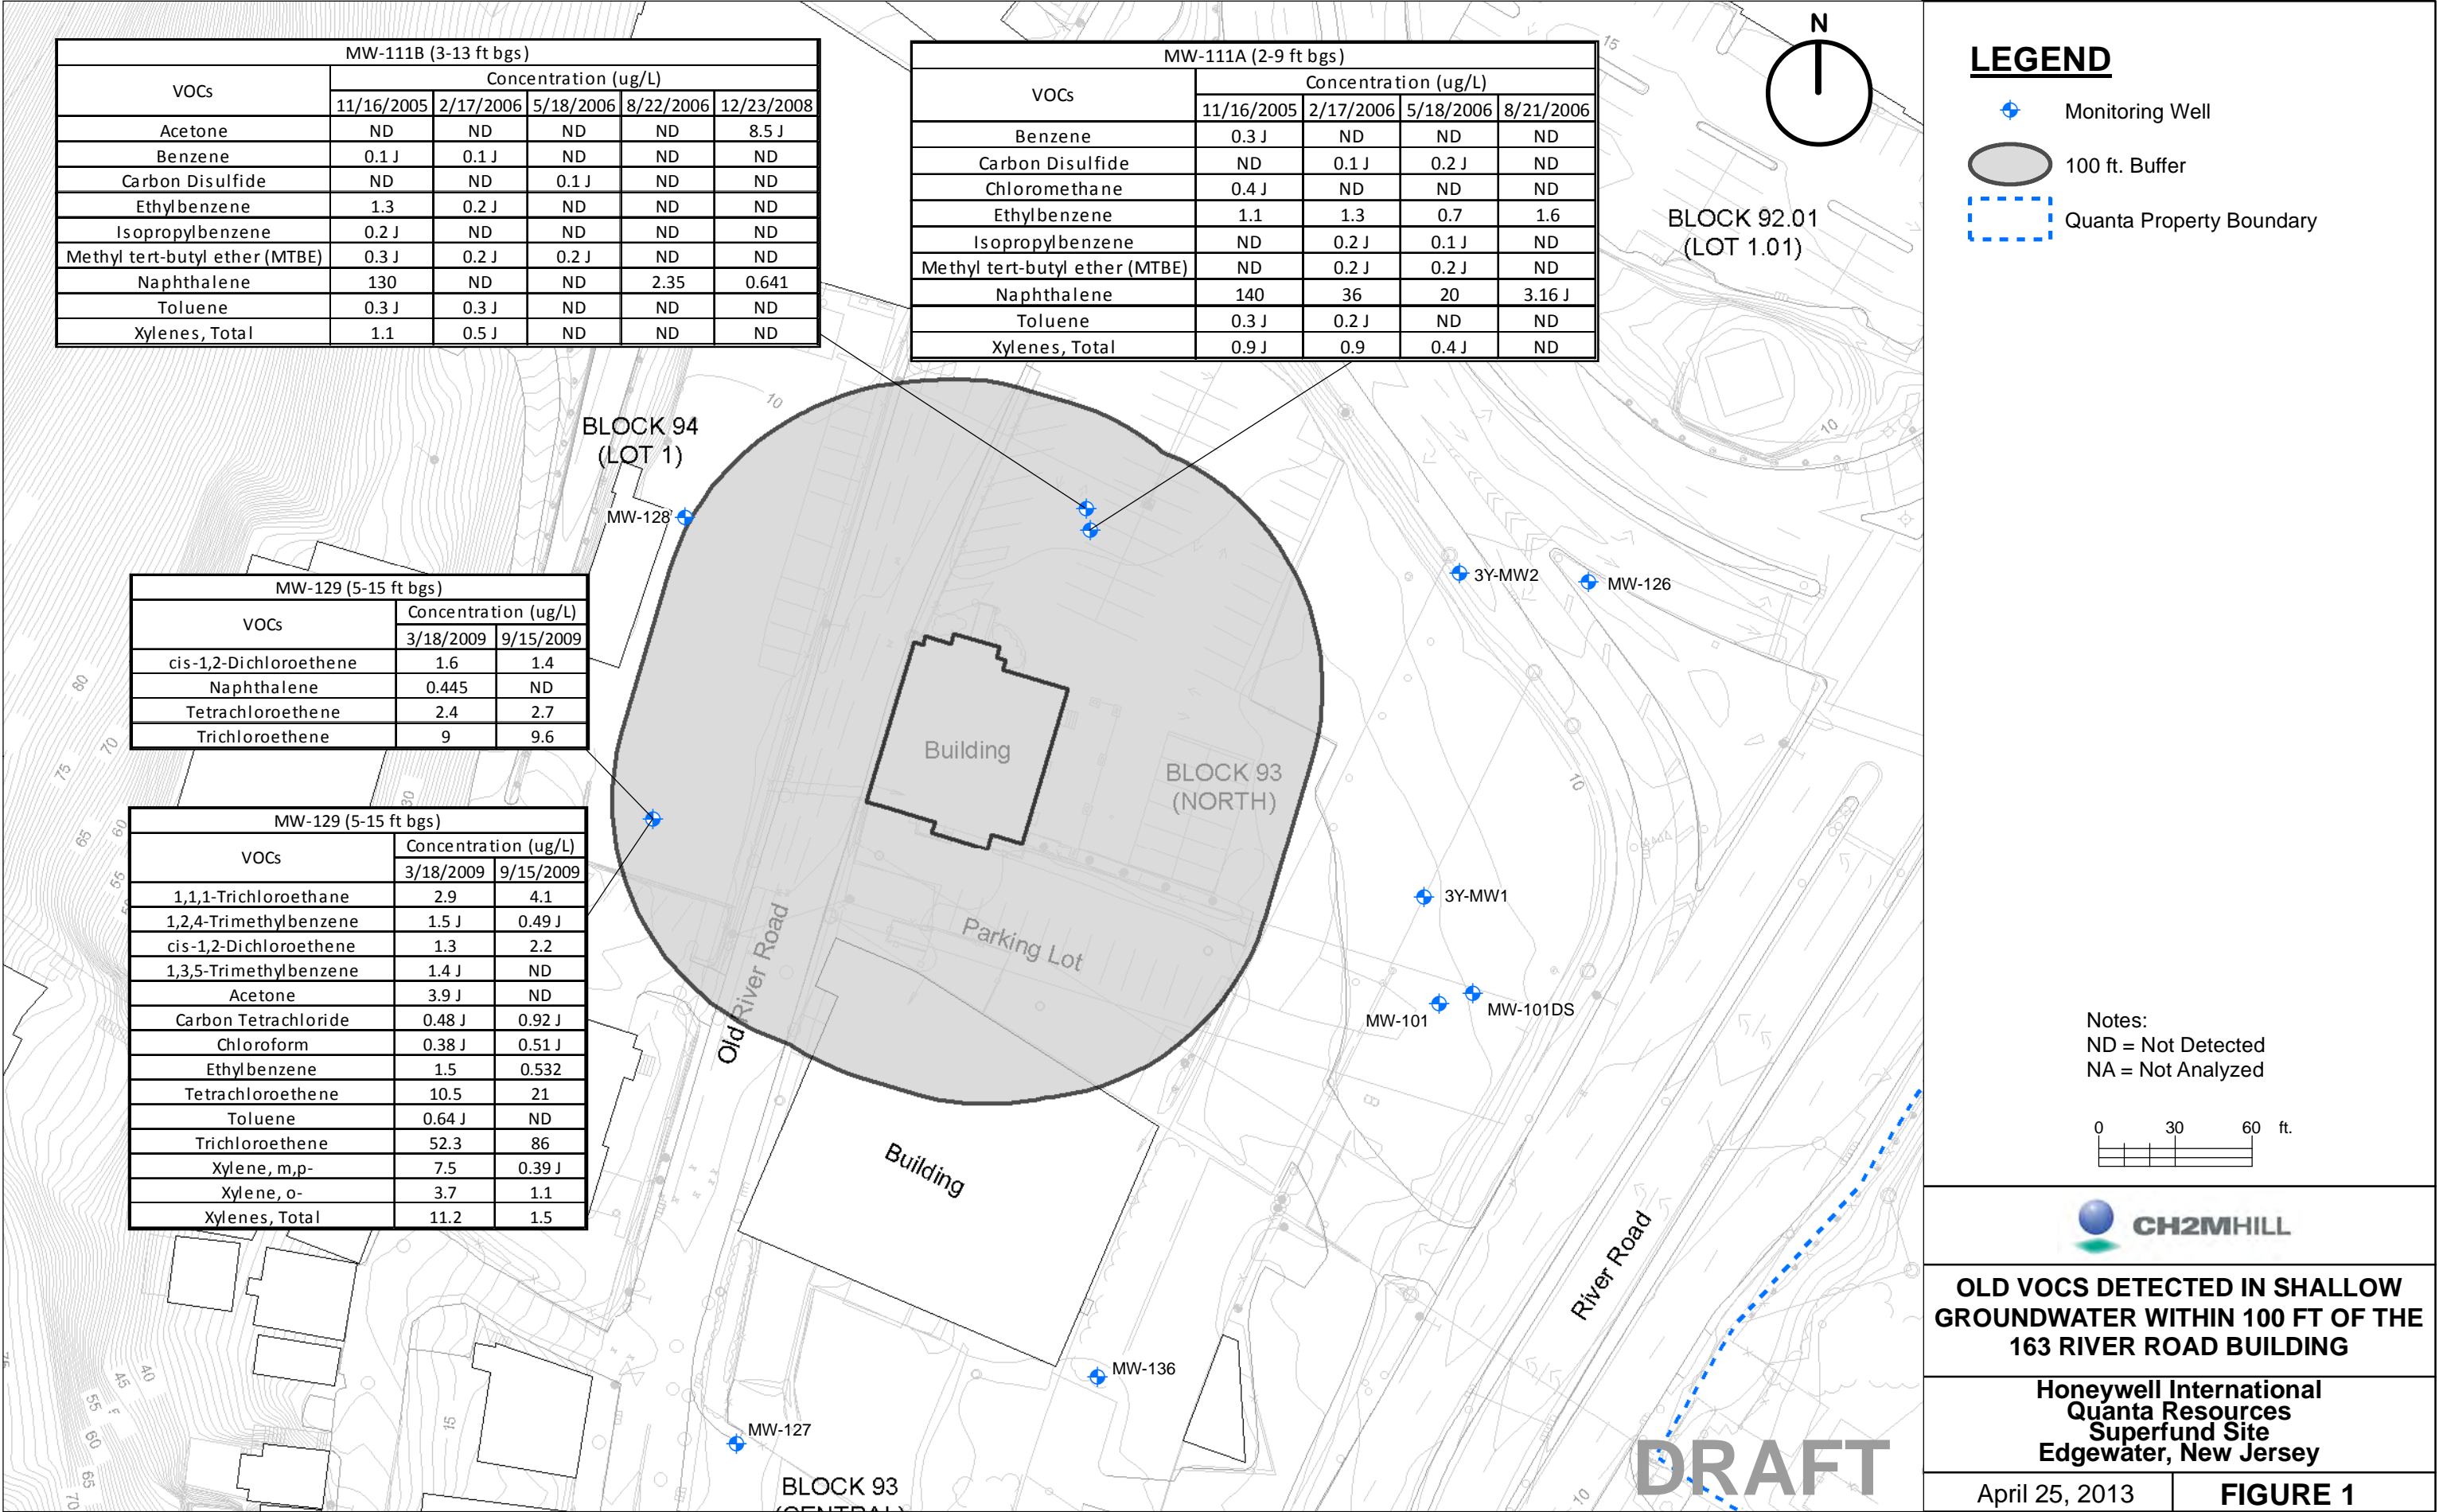 MW-111B (3-13 ft bgs)
VOCs Concentration (ug/L)
11/16/2005 2/17/2006 5/18/2006 8/22/2006 12/23/2008
Acetone ND ND ND ND 8.5 J
Benzene 0.1 J 0.1 J ND ND ND
Carbon Disulfide ND ND 0.1 J ND ND
Ethylbenzene 1.3 0.2 J ND ND ND
Isopropylbenzene 0.2 J ND ND ND ND
Methyl tert-butyl ether (MTBE) 0.3 J 0.2 J 0.2 J ND ND
Naphthalene 130 ND ND 2.35 0.641
Toluene 0.3 J 0.3 J ND ND ND
Xylenes, Total 1.1 0.5 J ND ND ND
MW-111A (2-9 ft bgs)
VOCs Concentration (ug/L)
11/16/2005 2/17/2006 5/18/2006 8/21/2006
Benzene 0.3 J ND ND ND
Carbon Disulfide ND 0.1 J 0.2 J ND
Chloromethane 0.4 J ND ND ND
Ethylbenzene 1.1 1.3 0.7 1.6
Isopropylbenzene ND 0.2 J 0.1 J ND
Methyl tert-butyl ether (MTBE) ND 0.2 J 0.2 J ND
Naphthalene 140 36 20 3.16 J
Toluene 0.3 J 0.2 J ND ND
Xylenes, Total 0.9 J 0.9 0.4 J ND
N
15
BLOCK 92.01
(LOT 1.01)
10
10
BLOCK 94
(LOT 1)
MW-128
3Y-MW2
MW-126
MW-129 (5-15 ft bgs)
VOCs Concentration (ug/L)
3/18/2009 9/15/2009
cis-1,2-Dichloroethene 1.6 1.4
Naphthalene 0.445 ND
Tetrachloroethene 2.4 2.7
Trichloroethene 9 9.6
80
70
75
65
60
55
30
Building
BLOCK 93
(NORTH)
10
MW-129 (5-15 ft bgs)
VOCs Concentration (ug/L)
3/18/2009 9/15/2009
1,1,1-Trichloroethane 2.9 4.1
1,2,4-Trimethylbenzene 1.5 J 0.49 J
cis-1,2-Dichloroethene 1.3 2.2
1,3,5-Trimethylbenzene 1.4 J ND
Acetone 3.9 J ND
Carbon Tetrachloride 0.48 J 0.92 J
Chloroform 0.38 J 0.51 J
Ethylbenzene 1.5 0.532
Tetrachloroethene 10.5 21
Toluene 0.64 J ND
Trichloroethene 52.3 86
Xylene, m,p- 7.5 0.39 J
Xylene, o- 3.7 1.1
Xylenes, Total 11.2 1.5
3Y-MW1
Parking Lot
Old River Road
MW-101
MW-101DS
Building
River Road
MW-136
MW-127
BLOCK 93
(CENTRAL)
40
45
55
60
65
70
15
10
DRAFT
LEGEND
Monitoring Well
100 ft. Buffer
Quanta Property Boundary
Notes:
ND = Not Detected
NA = Not Analyzed
0 30 60 ft.
CH2MHILL
OLD VOCS DETECTED IN SHALLOW
GROUNDWATER WITHIN 100 FT OF THE
163 RIVER ROAD BUILDING
Honeywell International
Quanta Resources
Superfund Site
Edgewater, New Jersey
April 25, 2013
FIGURE 1